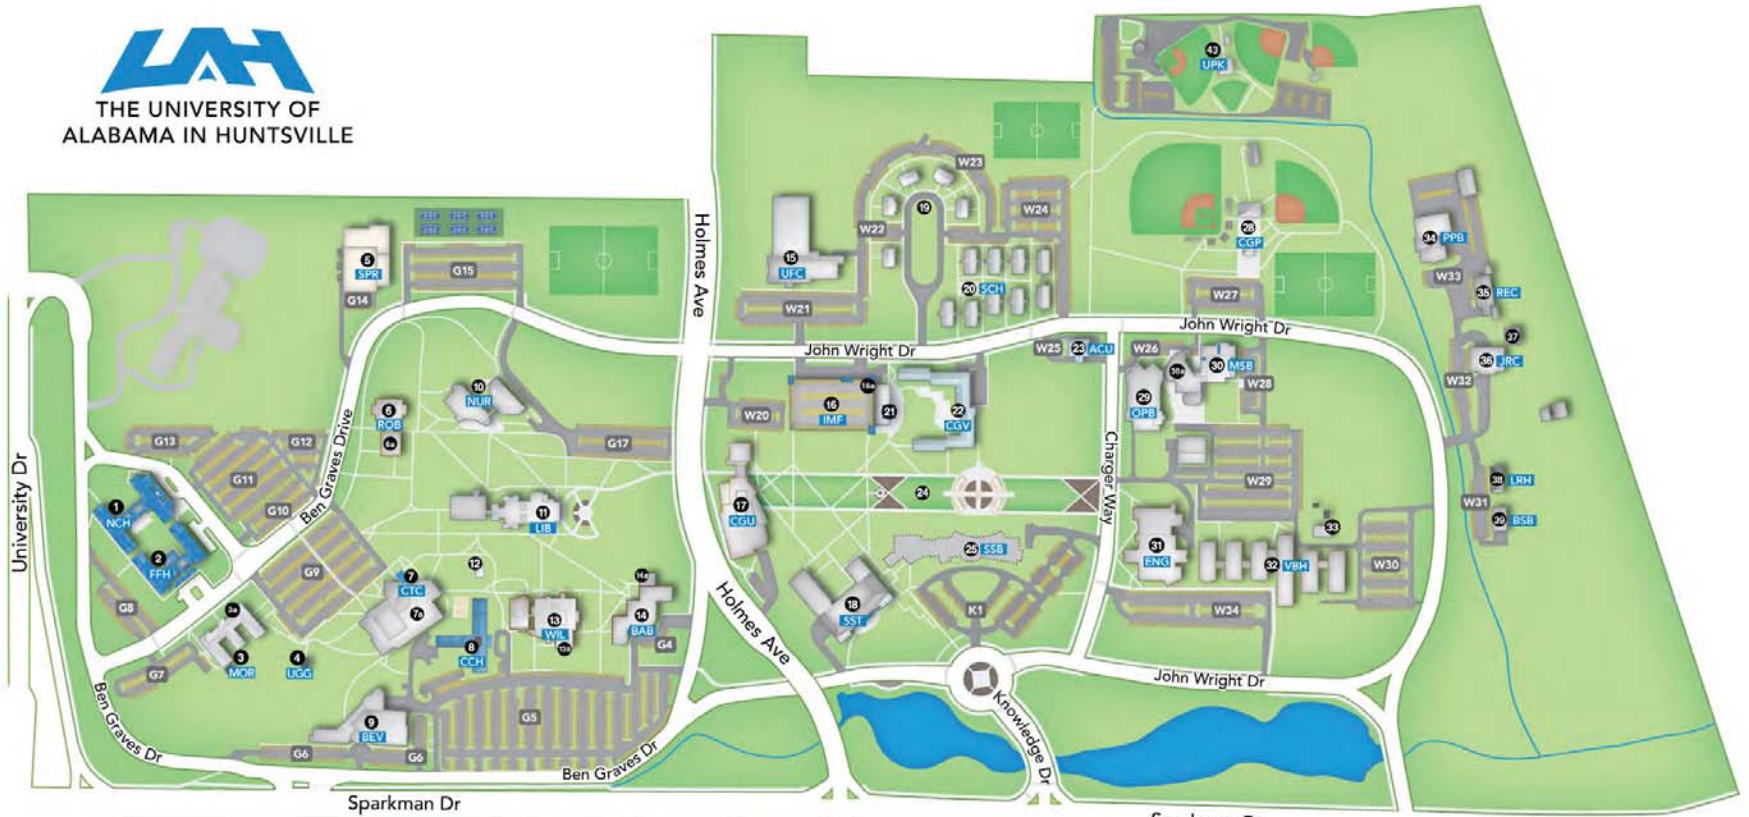 UAH
THE UNIVERSITY OF
ALABAMA IN HUNTSVILLE
43
UPK
W23
19
W24
W22
28
CGP
34 PPB
5
SPR
G15
G14
Holmes Ave
15
UFC
20 SCH
W21
W27
W33
35 REC
John Wright Dr
John Wright Dr
37
W25
23 ACU
W26
30
MSB
30a
36 JRC
W32
W28
10
NUR
6
ROB
6a
W20
16
IMF
16a
21
22
CGV
29
OPB
G13
G12
G11
G10
G17
Ben Graves Drive
Charger Way
University Dr
1
NCH
2
FFH
11
LIB
17
CGU
24
W29
38 LRH
W31
39 BSB
33
31
ENG
32 VBH
W30
25 SSB
G9
12
7
CTC
7a
G8
3a
3
MOR
4
UGG
8
CCH
13
WIL
13a
14a
14
BAB
G4
18
SST
K1
W34
Holmes Ave
G7
Ben Graves Dr
9
BEV
G5
G6
G6
Ben Graves Dr
John Wright Dr
Knowledge Dr
Sparkman Dr